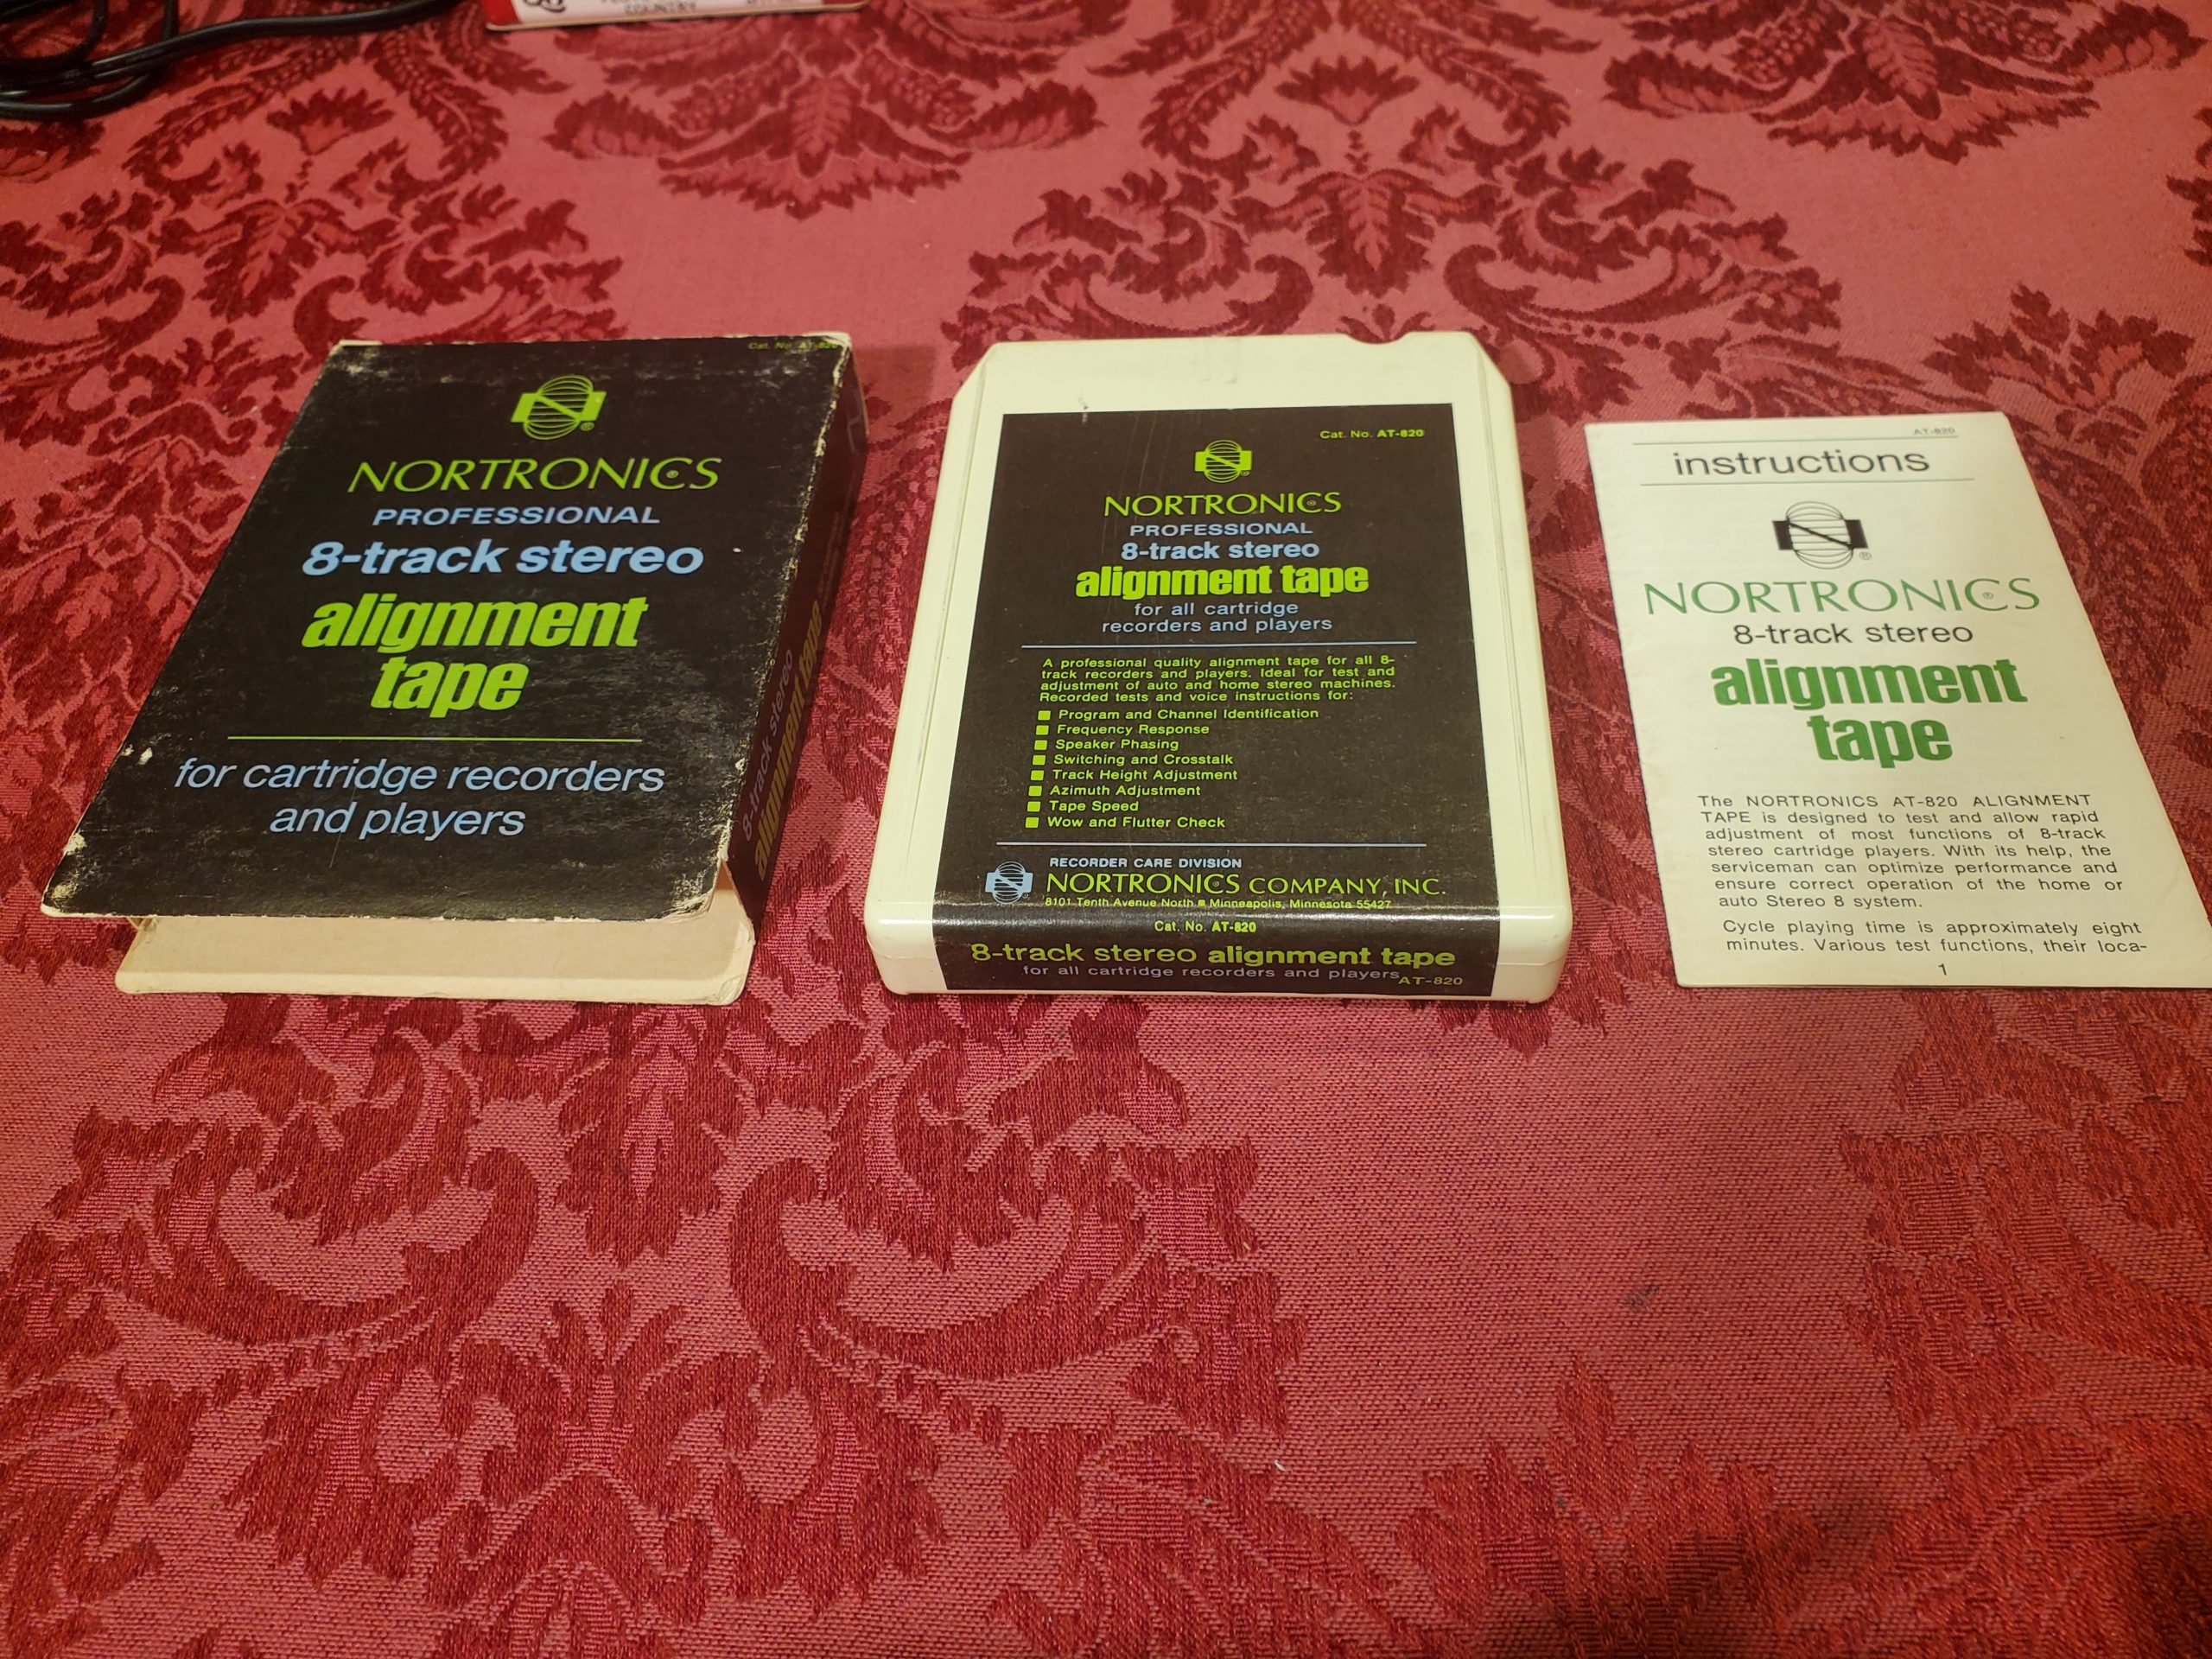 COUNTRY
Cat. No. AT-820
NORTRONICS®
PROFESSIONAL
8-track stereo
alignment
tape
for cartridge recorders
and players
8-track stereo
alignment tape
Cat. No. AT-820
NORTRONICS®
PROFESSIONAL
8-track stereo
alignment tape
for all cartridge
recorders and players
A professional quality alignment tape for all 8-
track recorders and players. Ideal for test and
adjustment of auto and home stereo machines.
Recorded tests and voice instructions for:
■ Program and Channel Identification
■ Frequency Response
■ Speaker Phasing
■ Switching and Crosstalk
■ Track Height Adjustment
■ Azimuth Adjustment
■ Tape Speed
■ Wow and Flutter Check
RECORDER CARE DIVISION
N NORTRONICS COMPANY, INC.
8101 Tenth Avenue North ■ Minneapolis, Minnesota 55427
Cat. No. AT-820
8-track stereo alignment tape
for all cartridge recorders and players
AT-820
AT-820
instructions
N®
NORTRONICS®
8-track stereo
alignment
tape
The NORTRONICS AT-820 ALIGNMENT
TAPE is designed to test and allow rapid
adjustment of most functions of 8-track
stereo cartridge players. With its help, the
serviceman can optimize performance and
ensure correct operation of the home or
auto Stereo 8 system.
Cycle playing time is approximately eight
minutes. Various test functions, their loca-
1